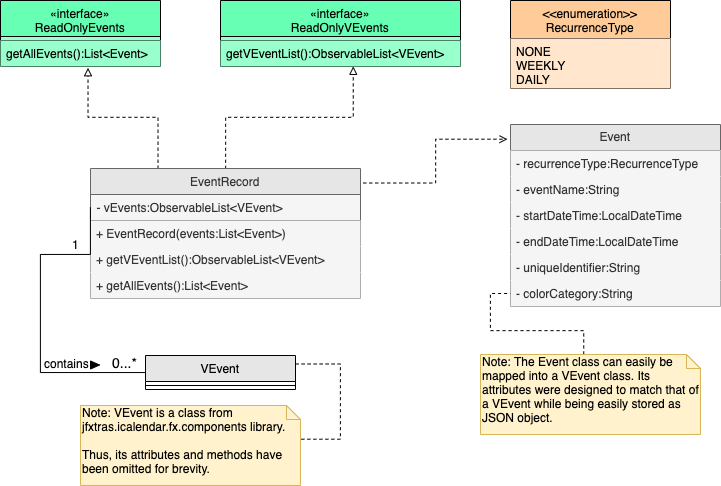 «interface»
ReadOnlyEvents
getAllEvents():List<Event>
«interface»
ReadOnlyVEvents
getVEventList():ObservableList<VEvent>
<<enumeration>>
RecurrenceType
NONE
WEEKLY
DAILY
EventRecord
- vEvents:ObservableList<VEvent>
+ EventRecord(events:List<Event>)
+ getVEventList():ObservableList<VEvent>
+ getAllEvents():List<Event>
Event
- recurrenceType:RecurrenceType
- eventName:String
- startDateTime:LocalDateTime
- endDateTime:LocalDateTime
- uniqueIdentifier:String
- colorCategory:String
1
contains
0...*
VEvent
Note: VEvent is a class from
jfxtras.icalendar.fx.components library.
Thus, its attributes and methods have
been omitted for brevity.
Note: The Event class can easily be
mapped into a VEvent class. Its
attributes were designed to match that of
a VEvent while being easily stored as
JSON object.